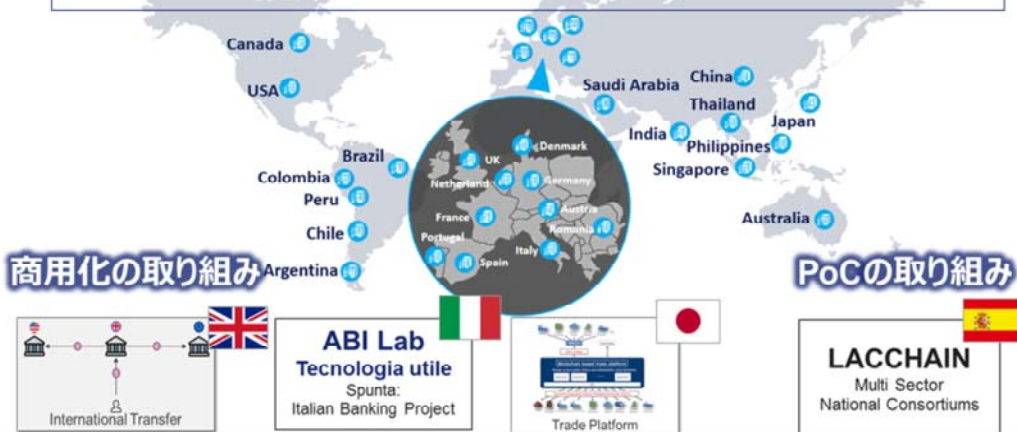 Canada
USA
Saudi Arabia
China
Thailand
Japan
India
Philippines
Singapore
Brazil
Colombia
Peru
Chile
Argentina
Australia
Denmark
UK
Netherland
Germany
France
Austria
Romania
Portugal
Spain
Italy
商用化の取り組み
PoCの取り組み
International Transfer
ABI Lab
Tecnologia utile
Spunta:
Italian Banking Project
Trade Platform
LACCHAIN
Multi Sector
National Consortiums